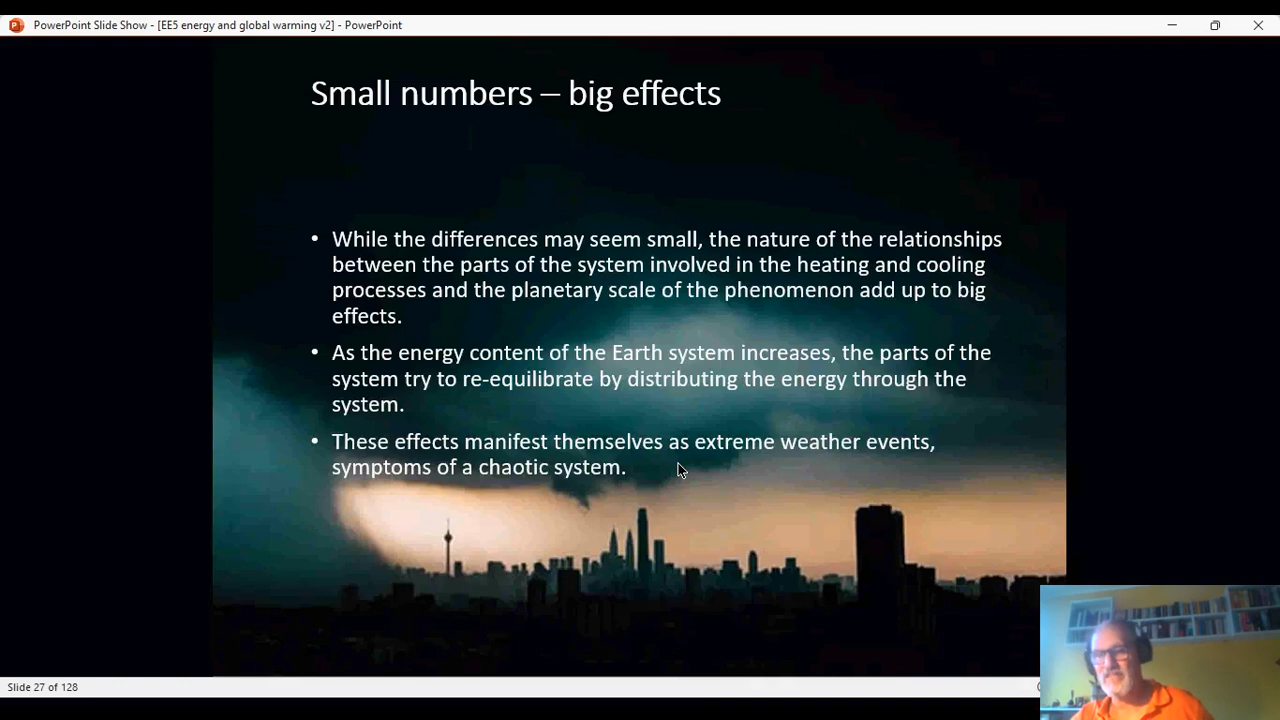 PowerPoint Slide Show - [EE5 energy and global warming v2] - PowerPoint
Small numbers – big effects
• While the differences may seem small, the nature of the relationships
between the parts of the system involved in the heating and cooling
processes and the planetary scale of the phenomenon add up to big
effects.
• As the energy content of the Earth system increases, the parts of the
system try to re-equilibrate by distributing the energy through the
system.
• These effects manifest themselves as extreme weather events,
symptoms of a chaotic system.
Slide 27 of 128